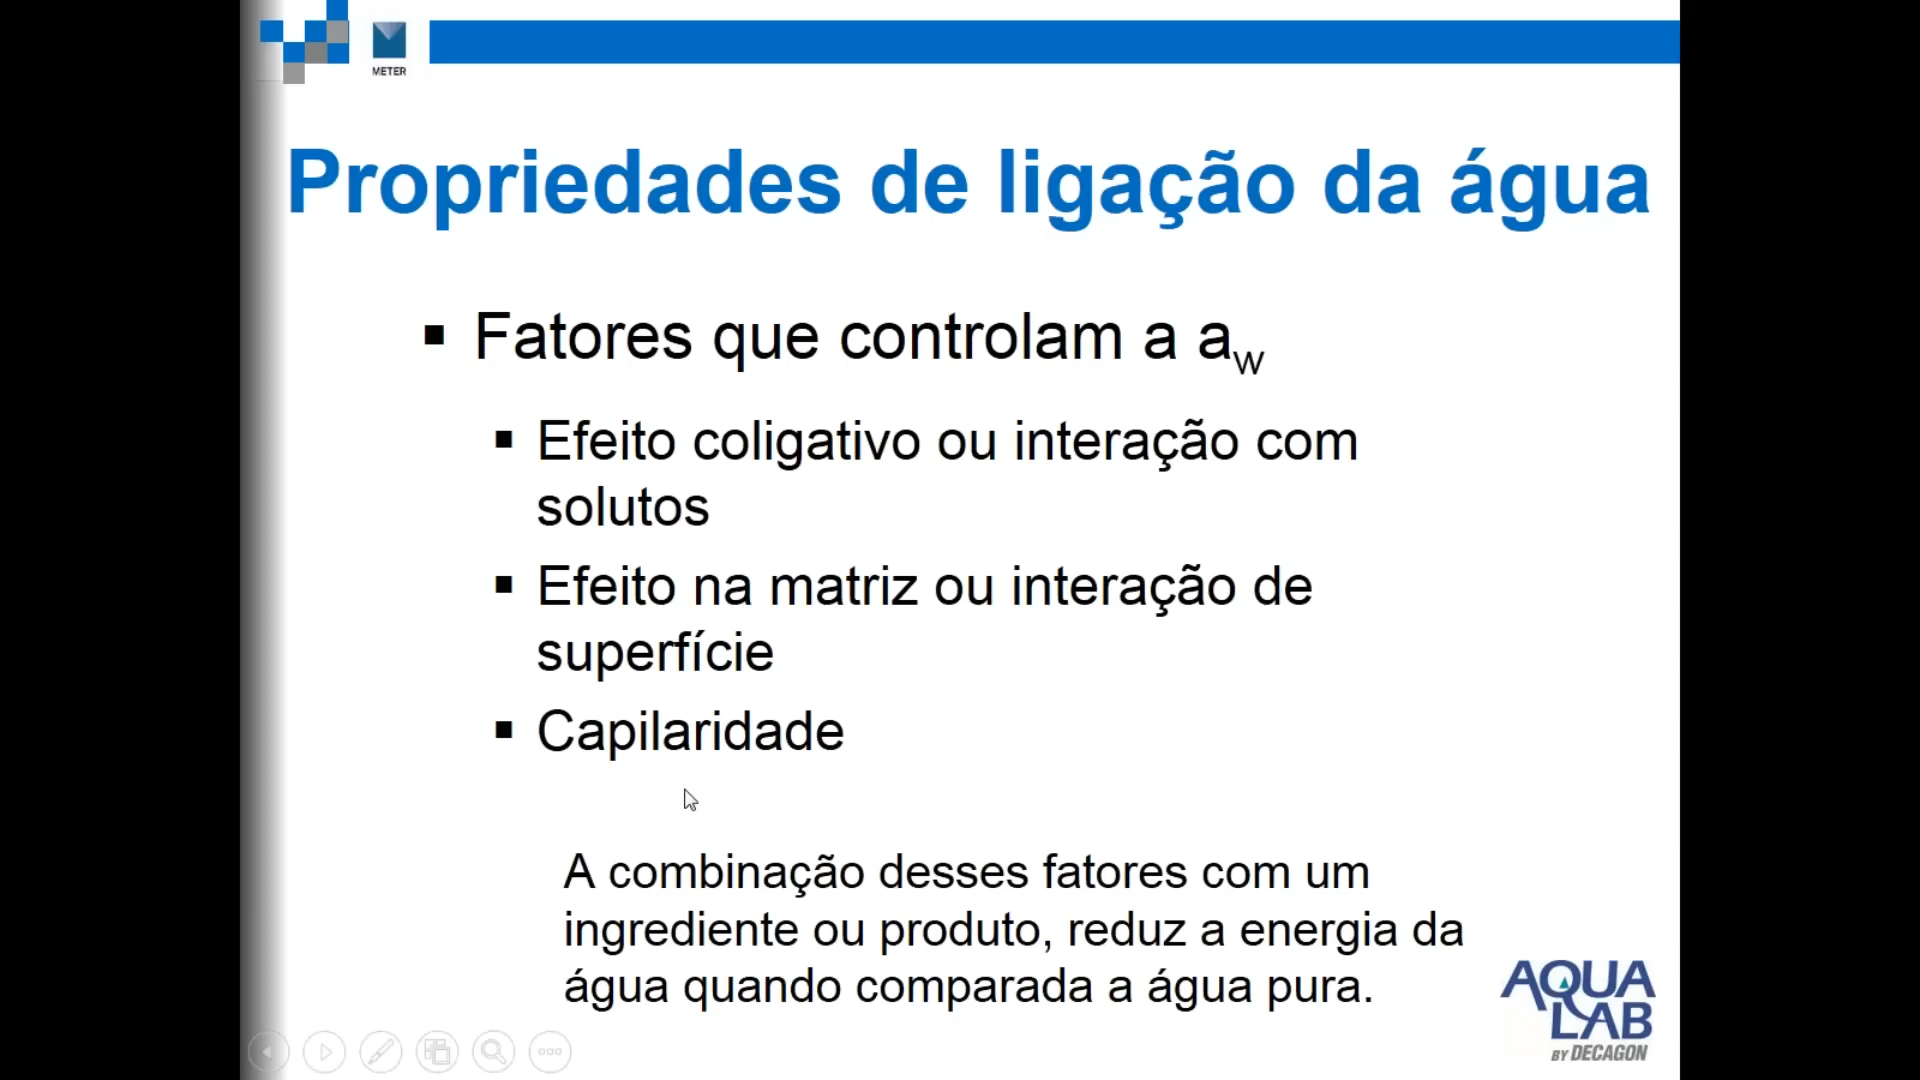 METER
Propriedades de ligação da água
Fatores que controlam a aw
Efeito coligativo ou interação com
solutos
Efeito na matriz ou interação de
superfície
Capilaridade
A combinação desses fatores com um
ingrediente ou produto, reduz a energia da
água quando comparada a água pura.
AQUA
LAB
BY DECAGON